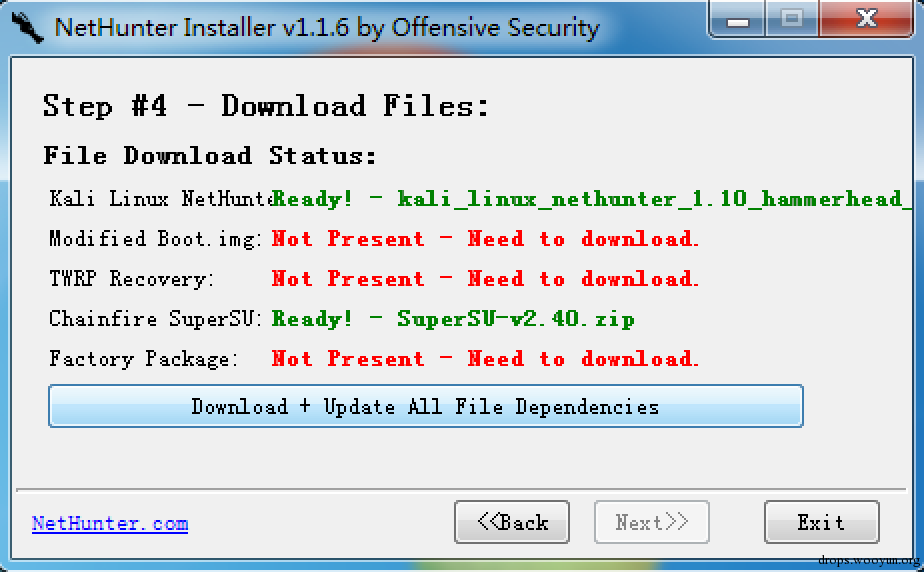 NetHunter Installer v1.1.6 by Offensive Security
Step #4 - Download Files:
File Download Status:
Kali Linux NetHunte Ready! - kali_linux_nethunter_1.10_hammerhead_
Modified Boot.img: Not Present - Need to download.
TWRP Recovery: Not Present - Need to download.
Chainfire SuperSU: Ready! - SuperSU-v2.40.zip
Factory Package: Not Present - Need to download.
Download + Update All File Dependencies
NetHunter.com <<Back Next>> Exit
drops.wooyun.org